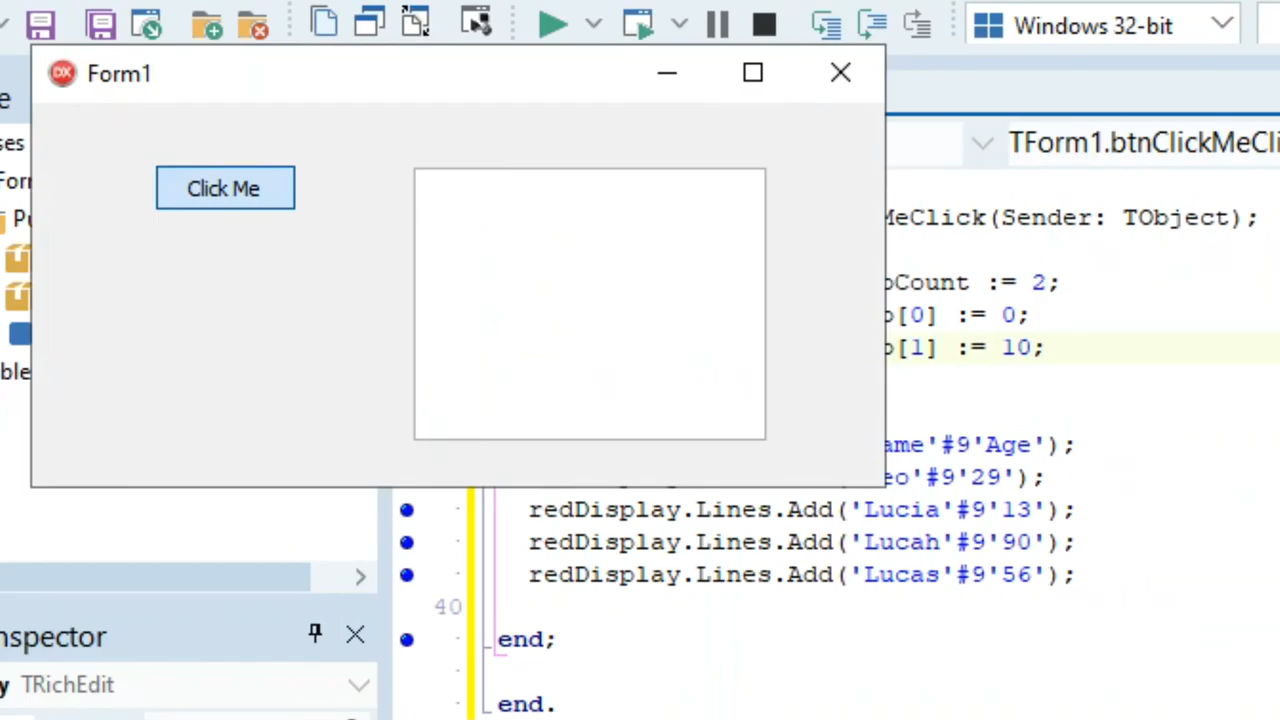 Windows 32-bit
DX Form1
TForm1.btnClickMeCli
Click Me
MeClick(Sender: TObject);
Count := 2;
[0] := 0;
[1] := 10;
ame'#9'Age');
eo'#9'29');
redDisplay.Lines.Add('Lucia'#9'13');
redDisplay.Lines.Add('Lucah'#9'90');
redDisplay.Lines.Add('Lucas'#9'56');
40
end;
end.
nspector
y TRichEdit